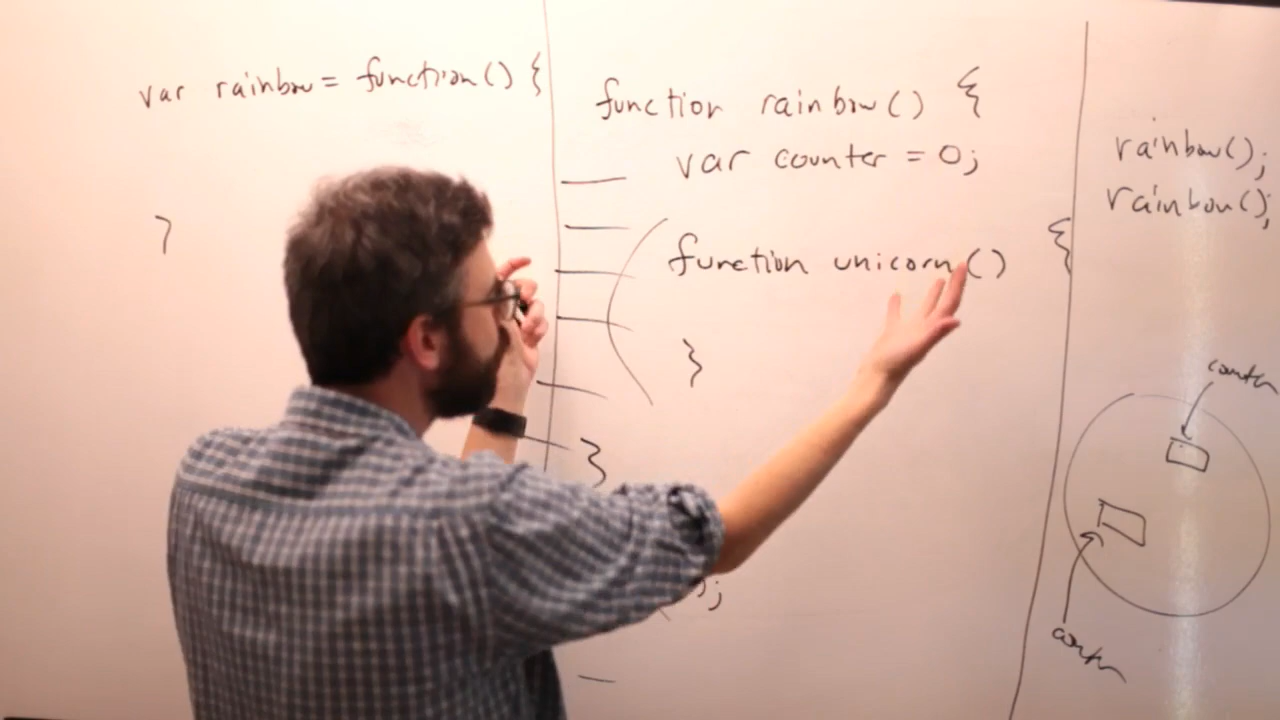 var rainbow = function() {
}
function rainbow() {
var counter = 0;
function unicorn() {
}
}
);
rainbow();
rainbow();
counter
counter